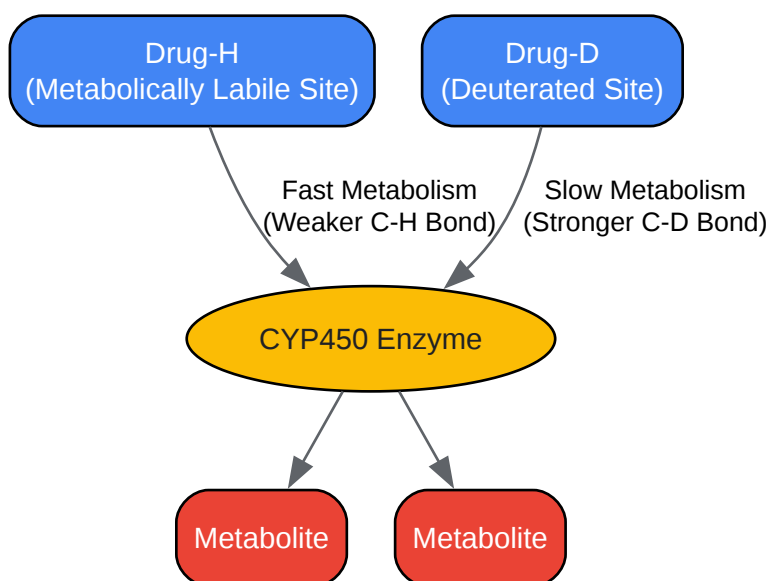 Drug-H
(Metabolically Labile Site)
Drug-D
(Deuterated Site)
Fast Metabolism
(Weaker C-H Bond)
Slow Metabolism
(Stronger C-D Bond)
CYP450 Enzyme
Metabolite
Metabolite